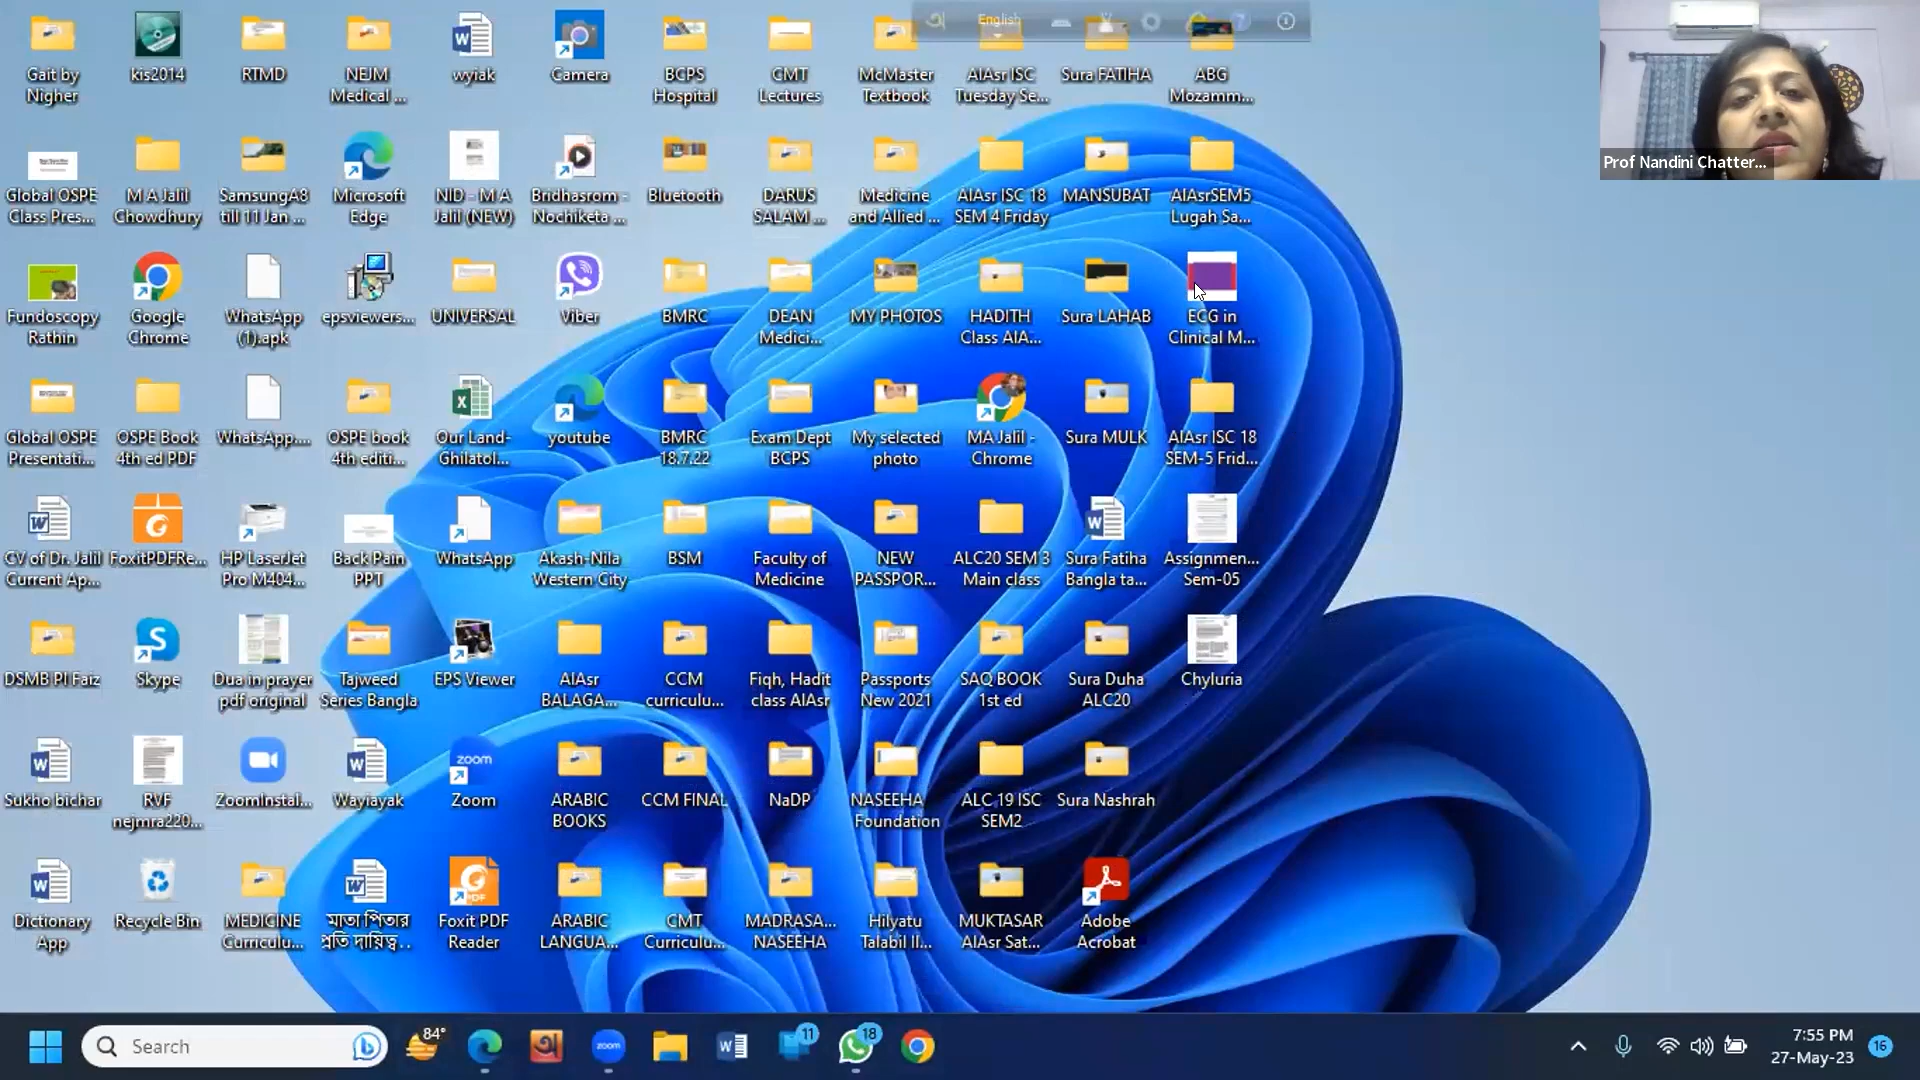 English
Gait by
Nigher
kis2014
RTMD
NEJM
Medical ...
wyiak
Camera
BCPS
Hospital
CMT
Lectures
McMaster
Textbook
AIAsr ISC
Tuesday Se...
Sura FATIHA
ABG
Mozamm...
Prof Nandini Chatter...
Global OSPE
Class Pres...
M A Jalil
Chowdhury
SamsungA8
till 11 Jan ...
Microsoft
Edge
NID - M A
Jalil (NEW)
Bridhasrom -
Nochiketa ...
Bluetooth
DARUS
SALAM ...
Medicine
and Allied ...
AIAsr ISC 18
SEM 4 Friday
MANSUBAT
AIAsrSEM5
Lugah Sa...
Fundoscopy
Rathin
Google
Chrome
WhatsApp
(1).apk
epsviewers...
UNIVERSAL
Viber
BMRC
DEAN
Medici...
MY PHOTOS
HADITH
Class AIA...
Sura LAHAB
ECG in
Clinical M...
Global OSPE
Presentati...
OSPE Book
4th ed PDF
WhatsApp....
OSPE book
4th editi...
Our Land-
Ghilatol...
youtube
BMRC
18.7.22
Exam Dept
BCPS
My selected
photo
MA Jalil -
Chrome
Sura MULK
AIAsr ISC 18
SEM-5 Frid...
CV of Dr. Jalil
Current Ap...
FoxitPDFRe...
HP LaserJet
Pro M404...
Back Pain
PPT
WhatsApp
Akash-Nila
Western City
BSM
Faculty of
Medicine
NEW
PASSPOR...
ALC20 SEM 3
Main class
Sura Fatiha
Bangla ta...
Assignmen...
Sem-05
DSMB PI Faiz
Skype
Dua in prayer
pdf original
Tajweed
Series Bangla
EPS Viewer
AIAsr
BALAGA...
CCM
curriculu...
Fiqh, Hadit
class AIAsr
Passports
New 2021
SAQ BOOK
1st ed
Sura Duha
ALC20
Chyluria
Sukho bichar
RVF
nejmra220...
ZoomInstal...
Wayiayak
zoom
Zoom
ARABIC
BOOKS
CCM FINAL
NaDP
NASEEHA
Foundation
ALC 19 ISC
SEM2
Sura Nashrah
Dictionary
App
Recycle Bin
MEDICINE
Curriculu...
মাতা পিতার
প্রতি দায়িত্ব...
Foxit PDF
Reader
ARABIC
LANGUA...
CMT
Curriculu...
MADRASA...
NASEEHA
Hilyatu
Talabil Il...
MUKTASAR
AIAsr Sat...
Adobe
Acrobat
Search
84°
অ
zoom
11
18
7:55 PM
27-May-23
16